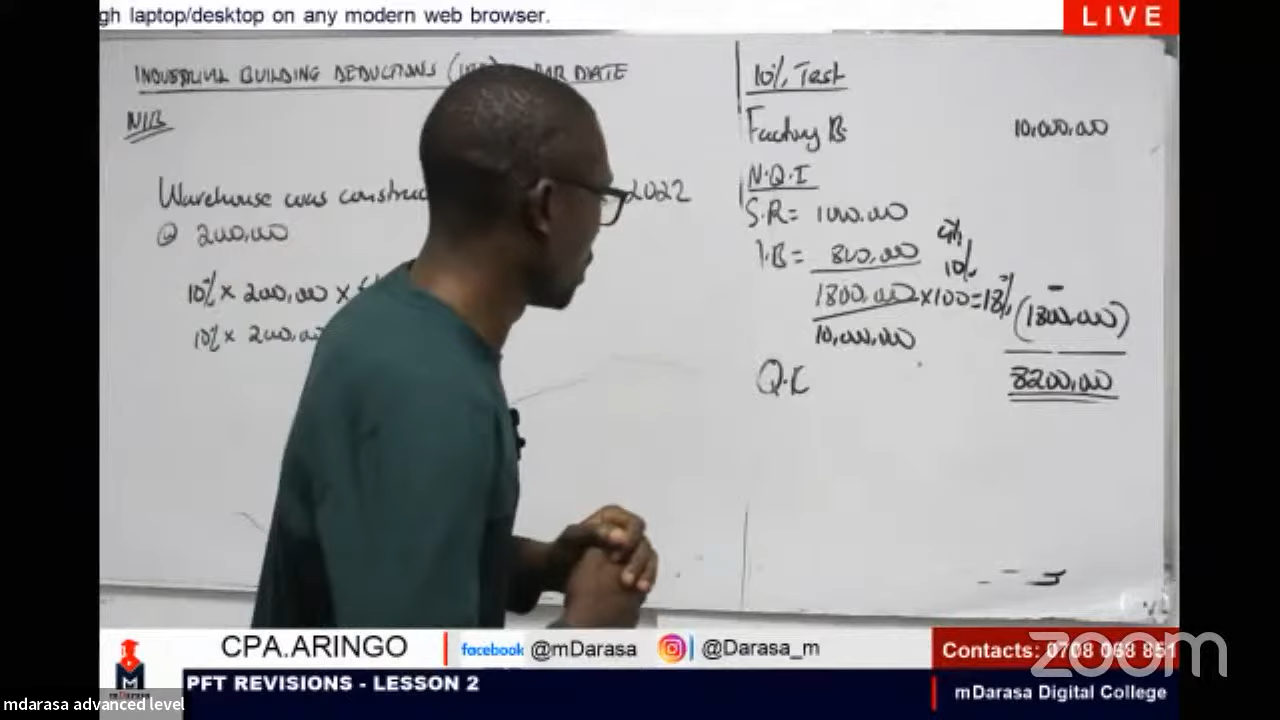 gh laptop/desktop on any modern web browser.
LIVE
INDUSTRIAL BUILDING DEDUCTIONS
10% Test
N/B
Factory B
10,000,000
N.Q.I
Warehouse was construc 2022
@ 200,000
S.R = 1000,000
I.B = 800,000
10%
1800,000 x 100 = 18% (1800,000)
10,000,000
10% x 200,000 x
10% x 200,00
8200,000
CPA.ARINGO
facebook @mDarasa
@Darasa_m
Contacts: 0708 068 851
zoom
PFT REVISIONS - LESSON 2
mDarasa Digital College
mdarasa advanced level